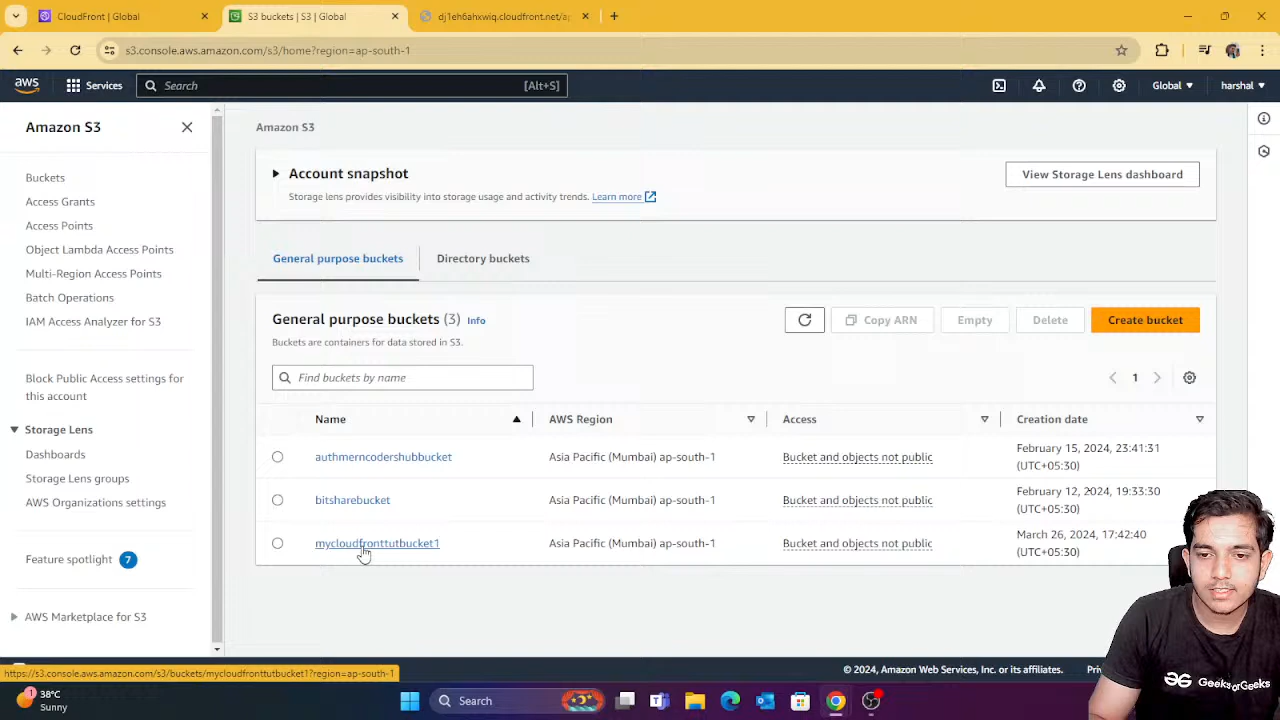 CloudFront | Global
S3 buckets | S3 | Global
dj1eh6ahxwiq.cloudfront.net/a
s3.console.aws.amazon.com/s3/home?region=ap-south-1
aws
Services
Search
[Alt+S]
Global
harshal
Amazon S3
Buckets
Access Grants
Access Points
Object Lambda Access Points
Multi-Region Access Points
Batch Operations
IAM Access Analyzer for S3
Block Public Access settings for
this account
Storage Lens
Dashboards
Storage Lens groups
AWS Organizations settings
Feature spotlight 7
AWS Marketplace for S3
Amazon S3
Account snapshot
View Storage Lens dashboard
Storage lens provides visibility into storage usage and activity trends. Learn more
General purpose buckets
Directory buckets
General purpose buckets (3) Info
Copy ARN
Empty
Delete
Create bucket
Buckets are containers for data stored in S3.
Find buckets by name
1
Name
AWS Region
Access
Creation date
authmerncodershubbucket
Asia Pacific (Mumbai) ap-south-1
Bucket and objects not public
February 15, 2024, 23:41:31
(UTC+05:30)
bitsharebucket
Asia Pacific (Mumbai) ap-south-1
Bucket and objects not public
February 12, 2024, 19:33:30
(UTC+05:30)
mycloudfronttutbucket1
Asia Pacific (Mumbai) ap-south-1
Bucket and objects not public
March 26, 2024, 17:42:40
(UTC+05:30)
https://s3.console.aws.amazon.com/s3/buckets/mycloudfronttutbucket1?region=ap-south-1
© 2024, Amazon Web Services, Inc. or its affiliates.
Pri
1
38°C
Sunny
Search
GeeksforGeeks